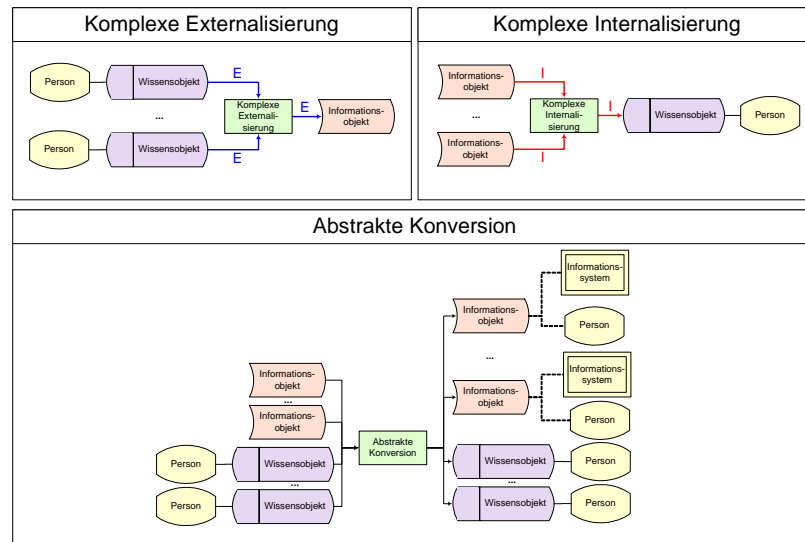 Komplexe Externalisierung
Person
Wissensobjekt
E
...
Komplexe
Externali-
sierung
E
Informations-
objekt
Person
Wissensobjekt
E
Komplexe Internalisierung
Informations-
objekt
I
...
Komplexe
Internali-
sierung
I
Wissensobjekt
Person
Informations-
objekt
I
Abstrakte Konversion
Informations-
system
Informations-
objekt
Person
...
Informations-
system
Informations-
objekt
Person
Informations-
objekt
...
Informations-
objekt
Abstrakte
Konversion
Person
Wissensobjekt
...
Person
Wissensobjekt
Wissensobjekt
Person
...
Wissensobjekt
Person